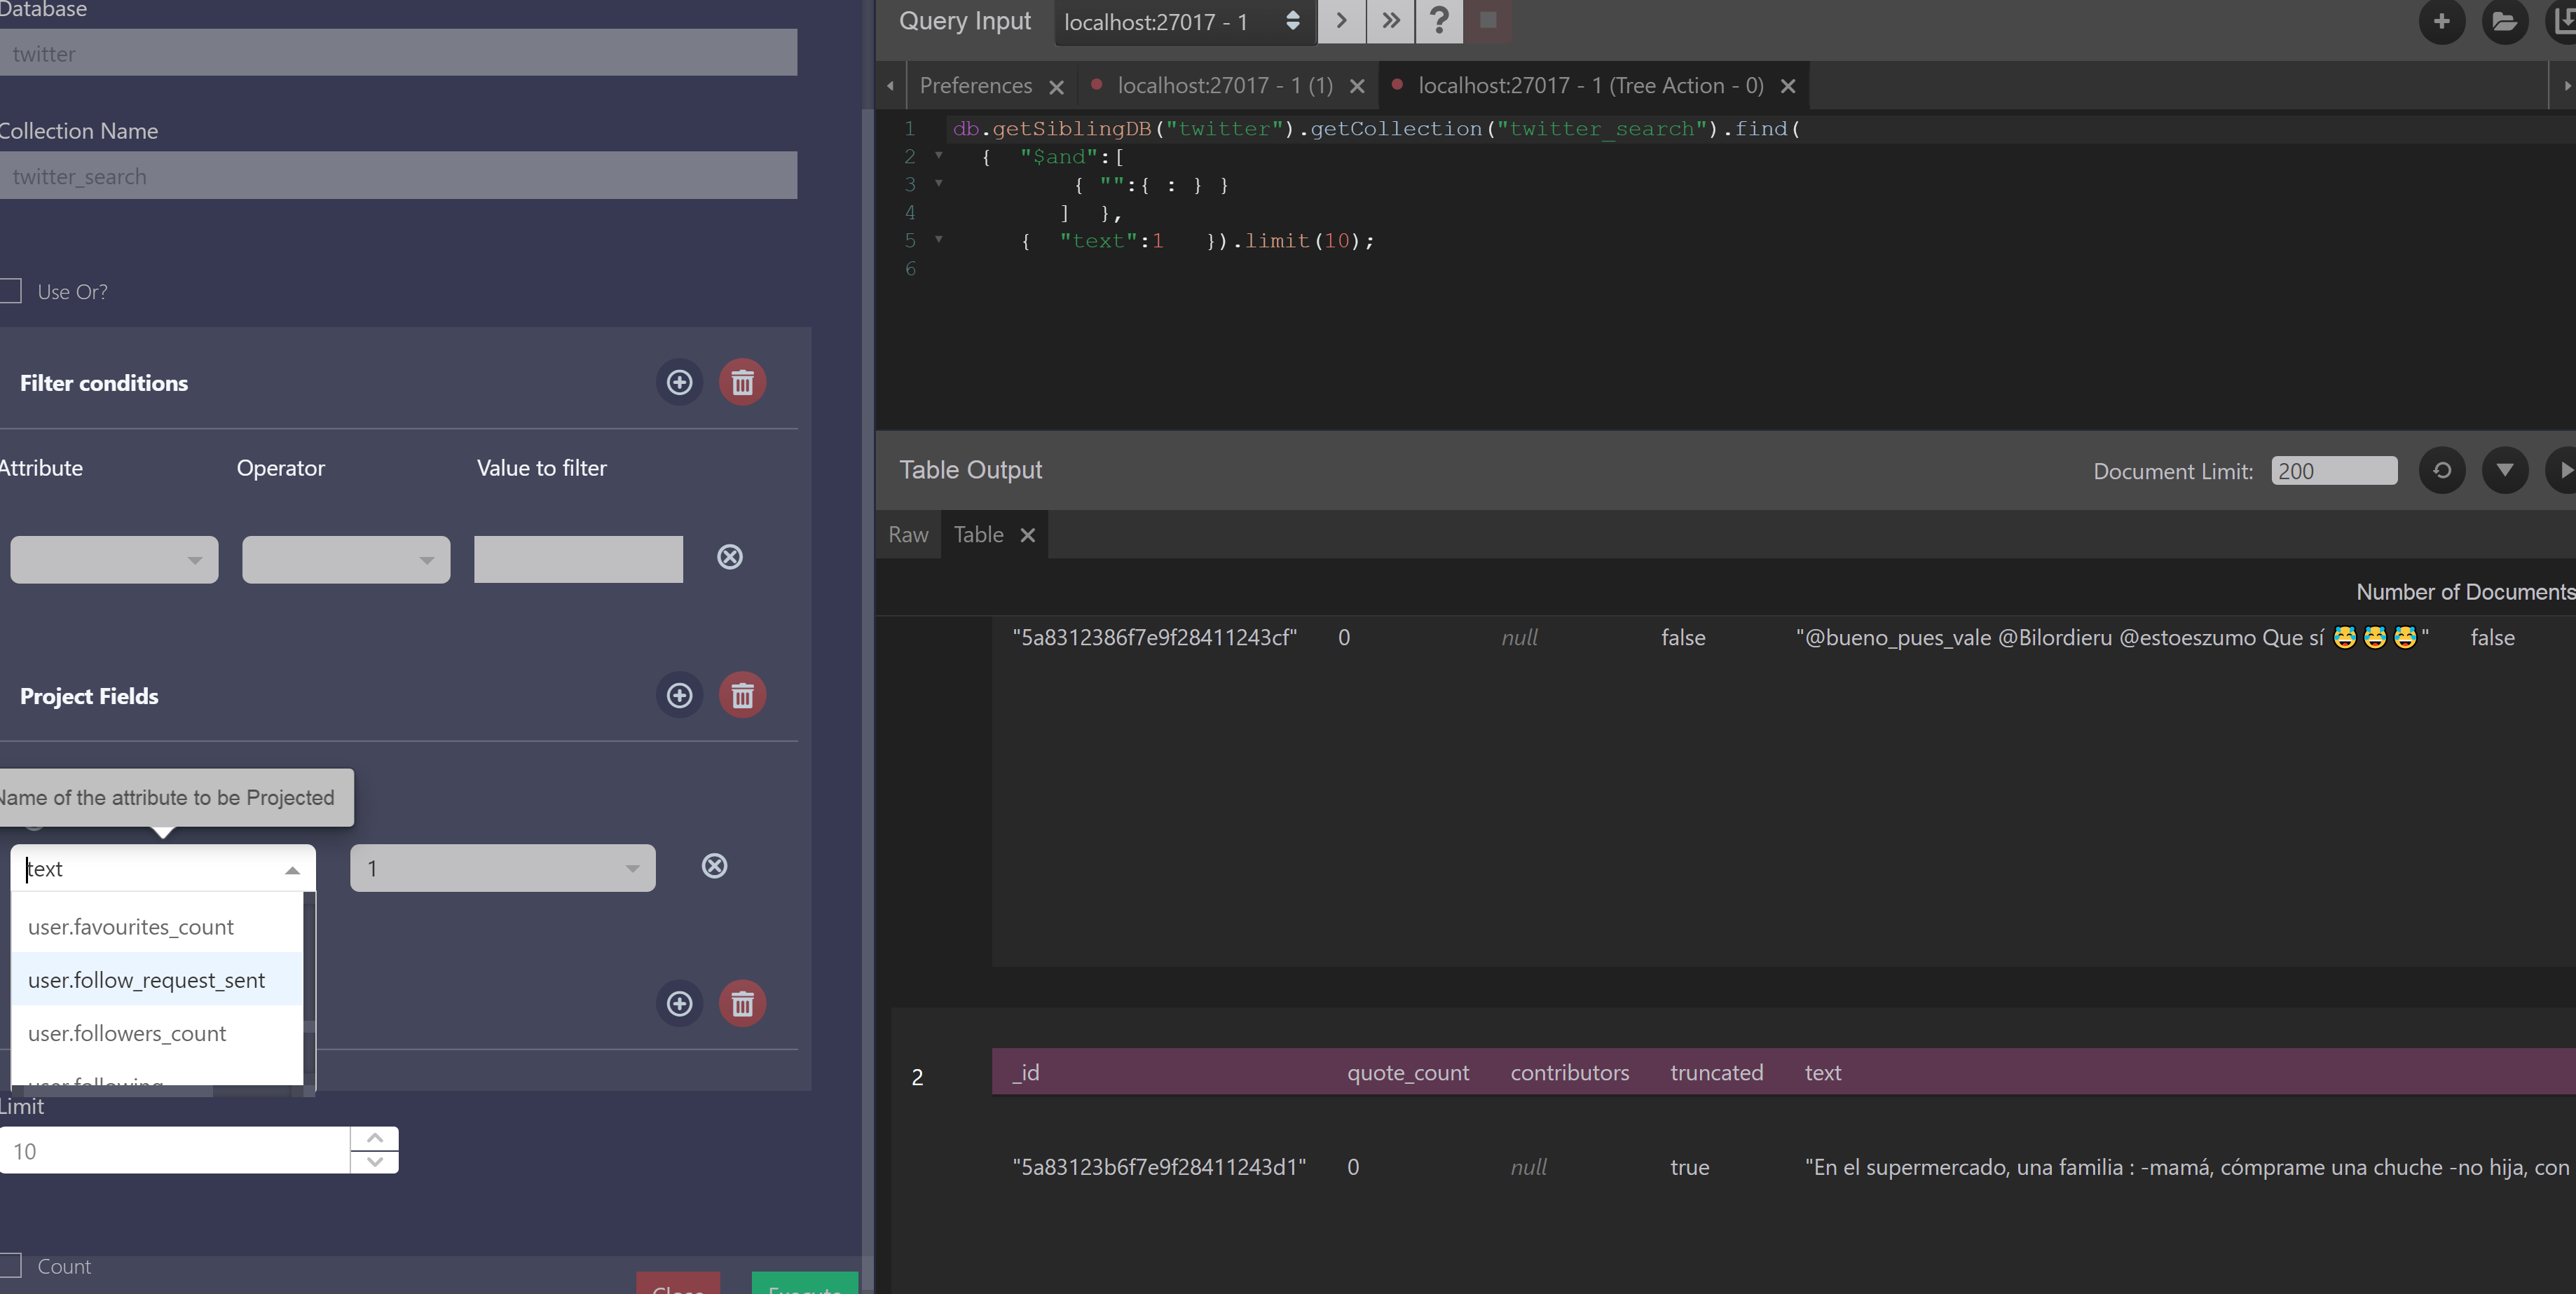 Database
twitter
Collection Name
twitter_search
Use Or?
Filter conditions
Attribute
Operator
Value to filter
Project Fields
Name of the attribute to be Projected
text
1
user.favourites_count
user.follow_request_sent
user.followers_count
user.following
Limit
10
Count
Close
Execute
Query Input
localhost:27017 - 1
?
Preferences
localhost:27017 - 1 (1)
localhost:27017 - 1 (Tree Action - 0)
1 db.getSiblingDB("twitter").getCollection("twitter_search").find(
2 { "$and":[
3 { "":{ : } }
4 ] },
5 { "text":1 }).limit(10);
6
Table Output
Document Limit: 200
Raw
Table
Number of Documents
"5a8312386f7e9f28411243cf" 0 null false "@bueno_pues_vale @Bilordieru @estoeszumo Que sí 😅😅😅" false
2
_id quote_count contributors truncated text
"5a83123b6f7e9f28411243d1" 0 null true "En el supermercado, una familia : -mamá, cómprame una chuche -no hija, con